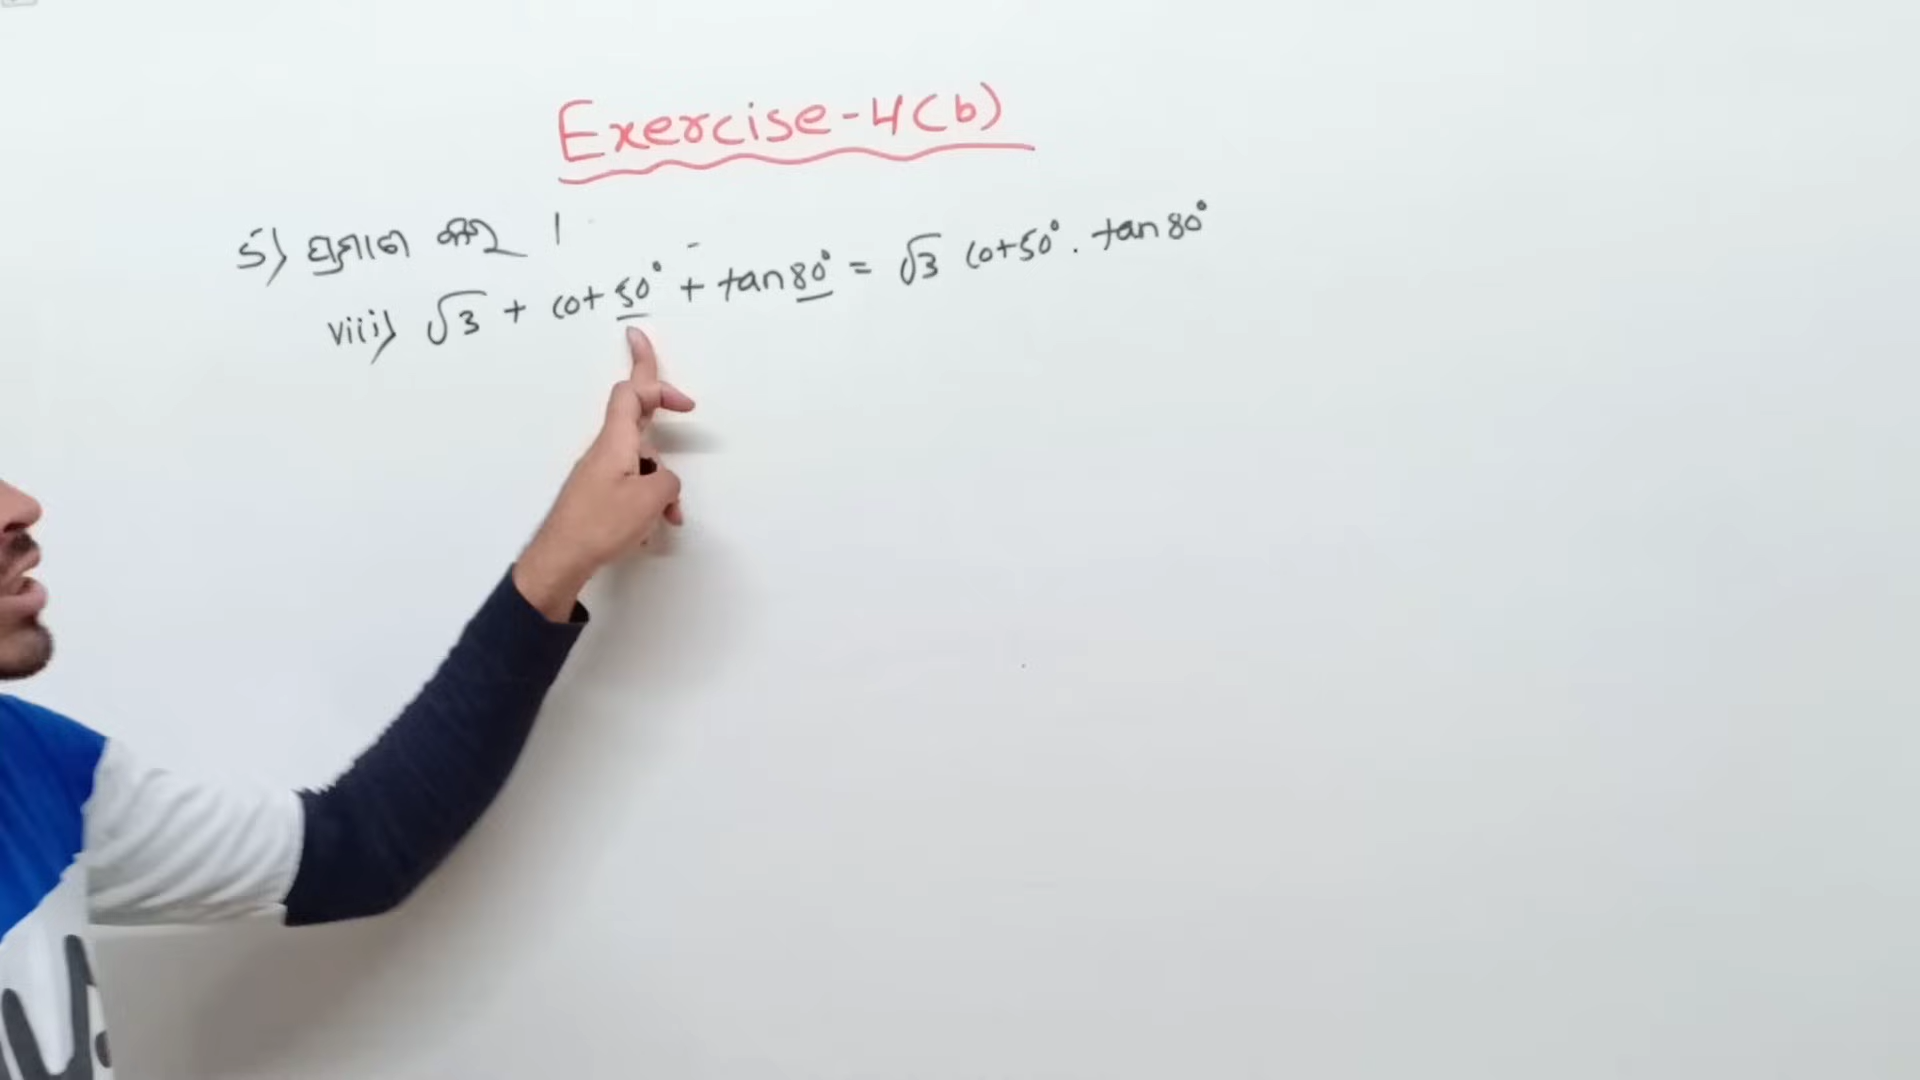 Exercise-4(b)
5) ପ୍ରମାଣ କର ।
viii) √3 + cot 50° + tan 80° = √3 cot 50° . tan 80°